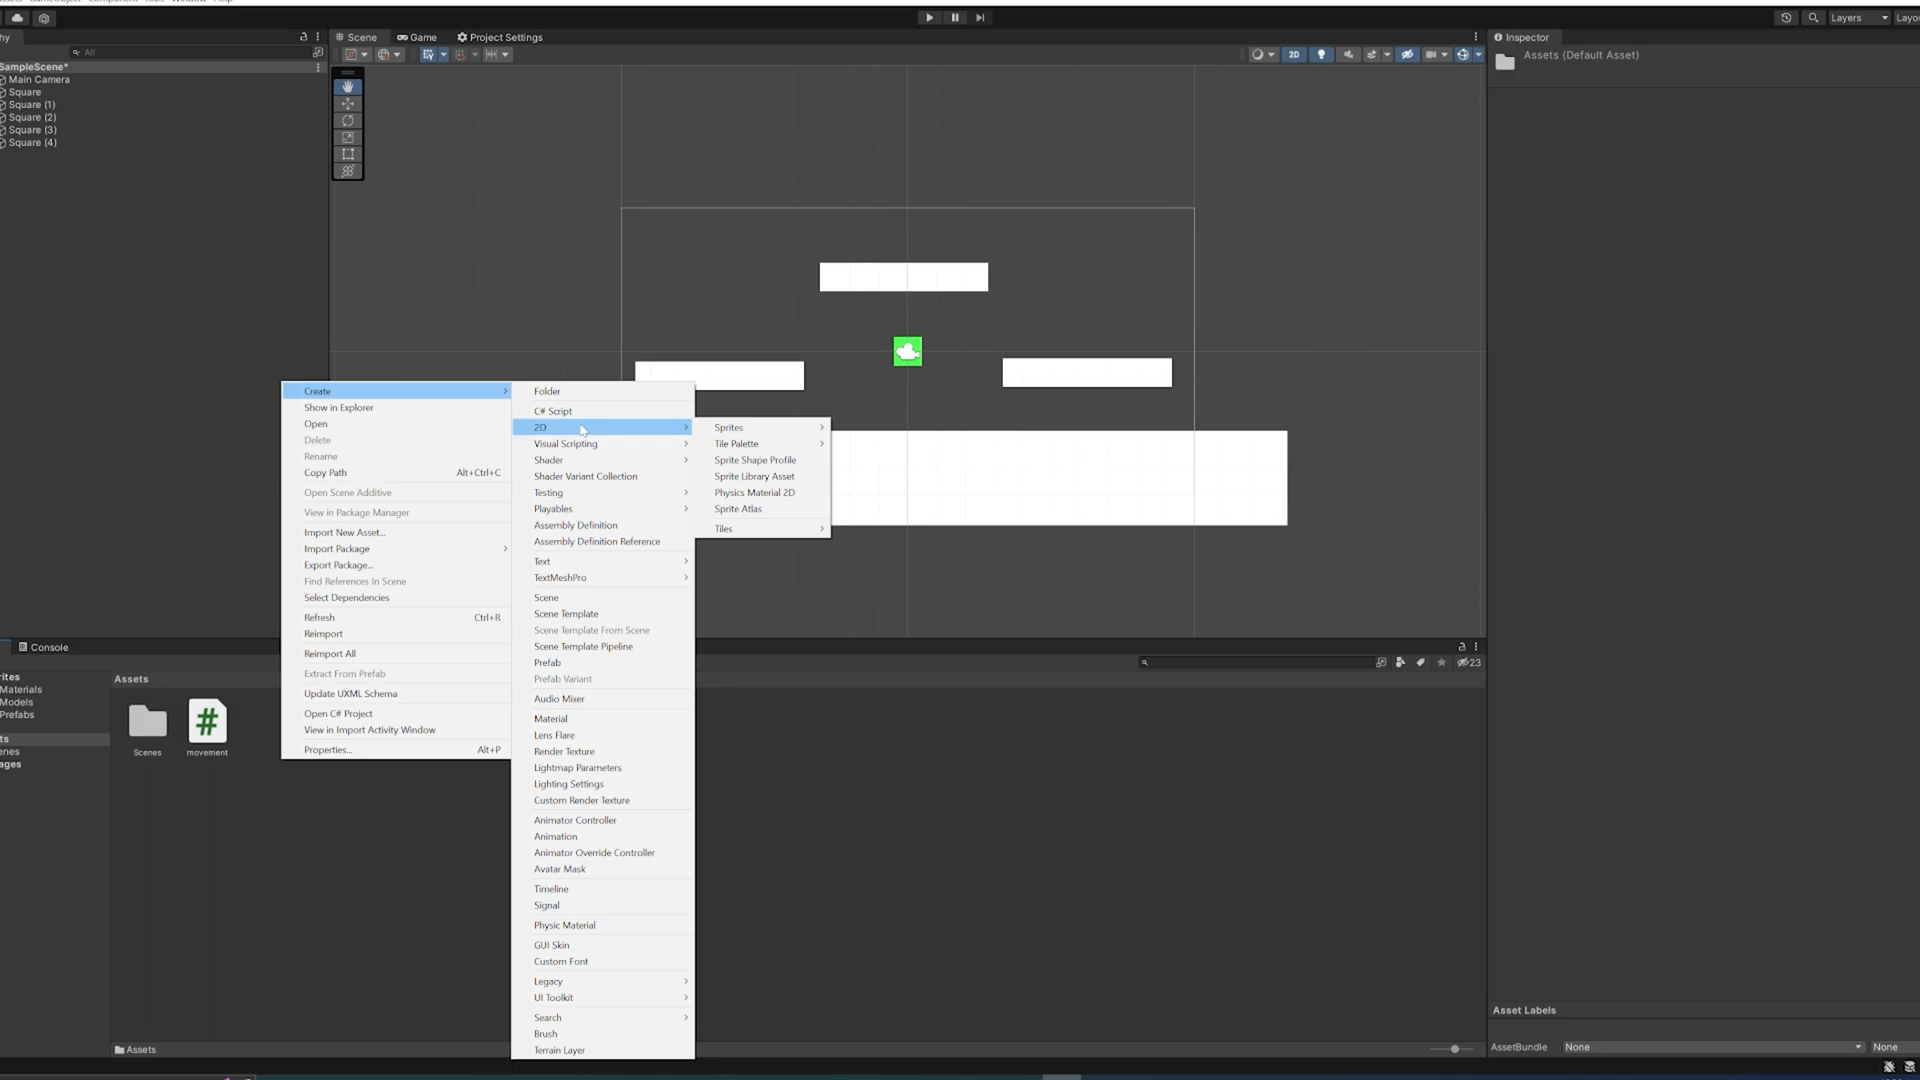 Layers
Layou
hy
Scene
Game
Project Settings
Inspector
All
2D
Assets (Default Asset)
SampleScene*
Main Camera
Square
Square (1)
Square (2)
Square (3)
Square (4)
Create
Show in Explorer
Open
Delete
Rename
Copy Path Alt+Ctrl+C
Open Scene Additive
View in Package Manager
Import New Asset...
Import Package
Export Package...
Find References In Scene
Select Dependencies
Refresh Ctrl+R
Reimport
Reimport All
Extract From Prefab
Update UXML Schema
Open C# Project
View in Import Activity Window
Properties... Alt+P
Folder
C# Script
2D
Visual Scripting
Shader
Shader Variant Collection
Testing
Playables
Assembly Definition
Assembly Definition Reference
Text
TextMeshPro
Scene
Scene Template
Scene Template From Scene
Scene Template Pipeline
Prefab
Prefab Variant
Audio Mixer
Material
Lens Flare
Render Texture
Lightmap Parameters
Lighting Settings
Custom Render Texture
Animator Controller
Animation
Animator Override Controller
Avatar Mask
Timeline
Signal
Physic Material
GUI Skin
Custom Font
Legacy
UI Toolkit
Search
Brush
Terrain Layer
Sprites
Tile Palette
Sprite Shape Profile
Sprite Library Asset
Physics Material 2D
Sprite Atlas
Tiles
Console
23
rites
Materials
Models
Prefabs
ts
enes
ages
Assets
Scenes
movement
Assets
Asset Labels
AssetBundle None None